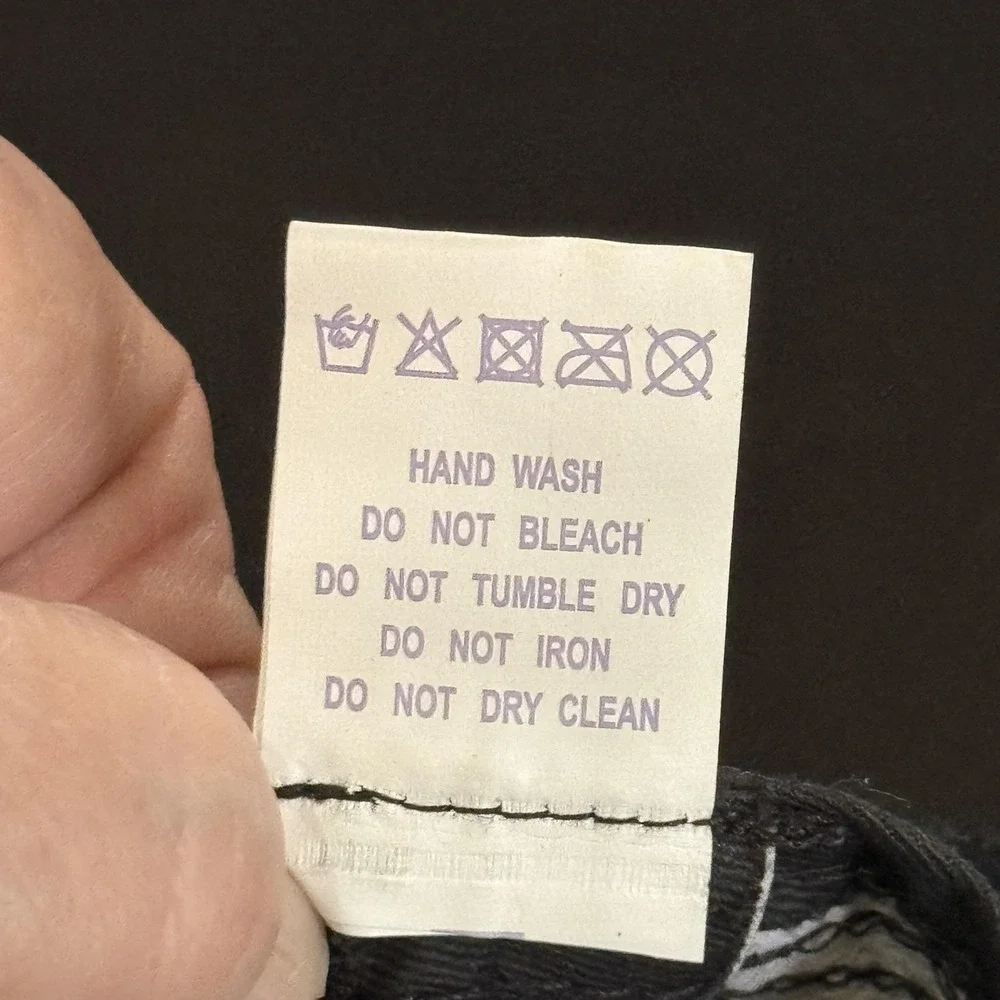 HAND WASH
DO NOT BLEACH
DO NOT TUMBLE DRY
DO NOT IRON
DO NOT DRY CLEAN